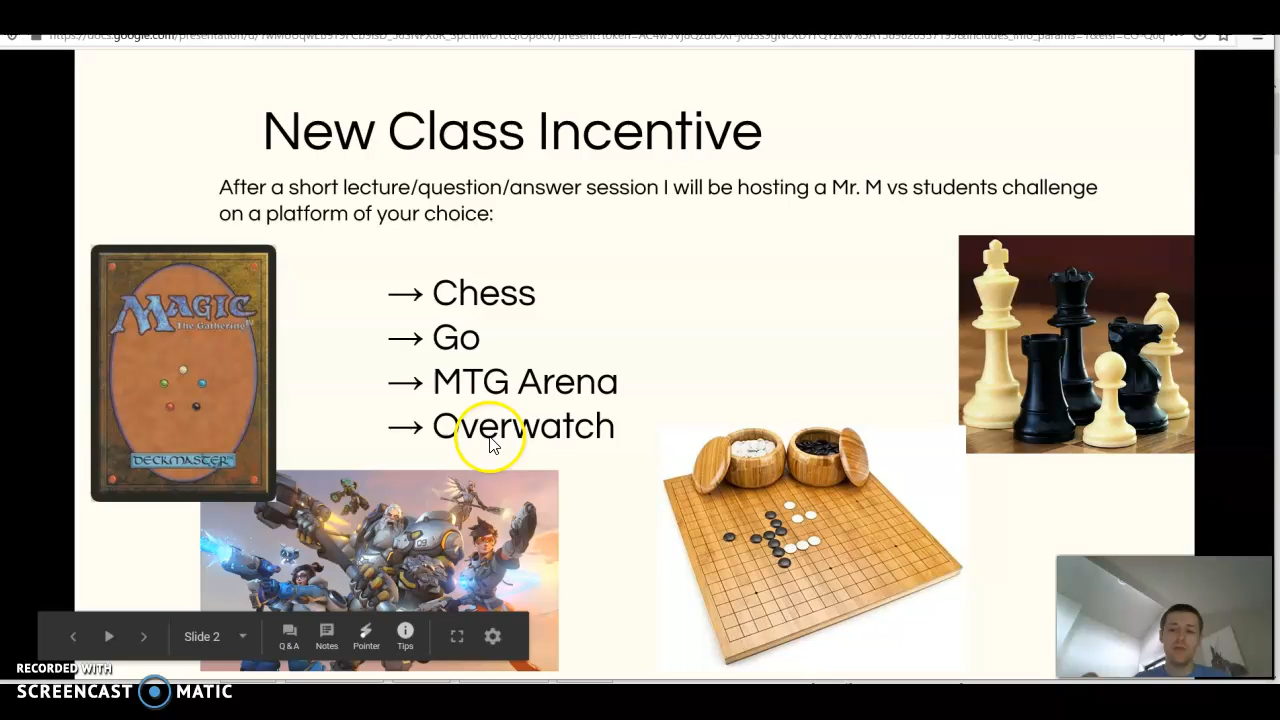 New Class Incentive
After a short lecture/question/answer session I will be hosting a Mr. M vs students challenge
on a platform of your choice:
→ Chess
→ Go
→ MTG Arena
→ Overwatch
MAGIC
The Gathering
DECKMASTER
Slide 2
Q & A
Notes
Pointer
Tips
RECORDED WITH
SCREENCAST MATIC